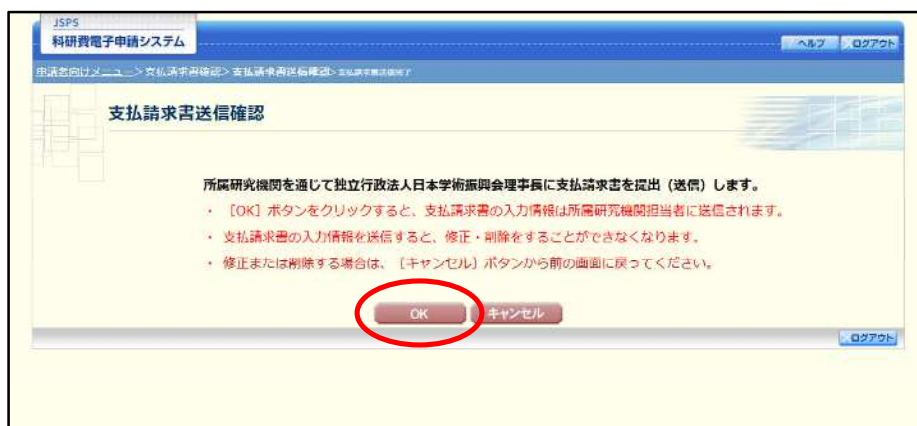 JSPS
科研費電子申請システム
ヘルプ
ログアウト
申請者向けメニュー>支払請求書確認>支払請求書送信確認>支払請求書送信完了
支払請求書送信確認
所属研究機関を通じて独立行政法人日本学術振興会理事長に支払請求書を提出（送信）します。
・ ［OK］ボタンをクリックすると、支払請求書の入力情報は所属研究機関担当者に送信されます。
・ 支払請求書の入力情報を送信すると、修正・削除をすることができなくなります。
・ 修正または削除する場合は、［キャンセル］ボタンから前の画面に戻ってください。
OK
キャンセル
ログアウト